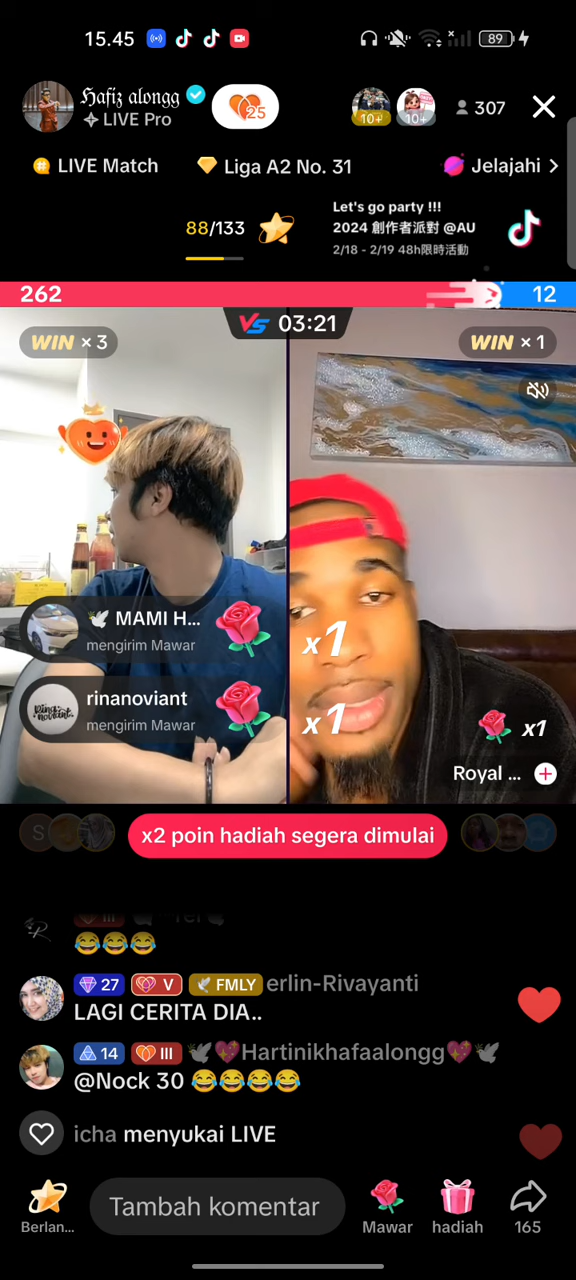 15.45
89
Hafiz alongg
LIVE Pro
25
10+
10+
307
LIVE Match
Liga A2 No. 31
Jelajahi
88/133
Let's go party !!!
2024 創作者派對 @AU
2/18 - 2/19 48h限時活動
262
12
VS 03:21
WIN × 3
WIN × 1
MAMI H...
mengirim Mawar
x1
rinanoviant
mengirim Mawar
x1
x1
Royal ...
S
x2 poin hadiah segera dimulai
😂😂😂
27 V FMLY erlin-Rivayanti
LAGI CERITA DIA..
14 III 🕊💖Hartinikhafaalongg💖🕊
@Nock 30 😂😂😂😂
icha menyukai LIVE
Berlan...
Tambah komentar
Mawar
hadiah
165